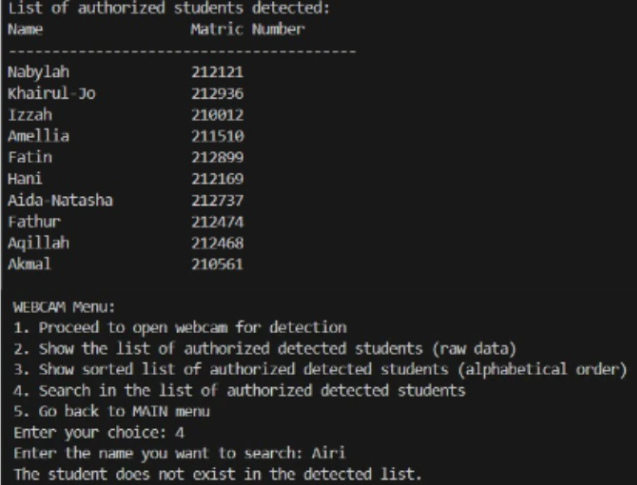 List of authorized students detected:
Name Matric Number
----------------------------------------
Nabylah 212121
Khairul-Jo 212936
Izzah 210012
Amellia 211510
Fatin 212899
Hani 212169
Aida-Natasha 212737
Fathur 212474
Aqillah 212468
Akmal 210561
WEBCAM Menu:
1. Proceed to open webcam for detection
2. Show the list of authorized detected students (raw data)
3. Show sorted list of authorized detected students (alphabetical order)
4. Search in the list of authorized detected students
5. Go back to MAIN menu
Enter your choice: 4
Enter the name you want to search: Airi
The student does not exist in the detected list.